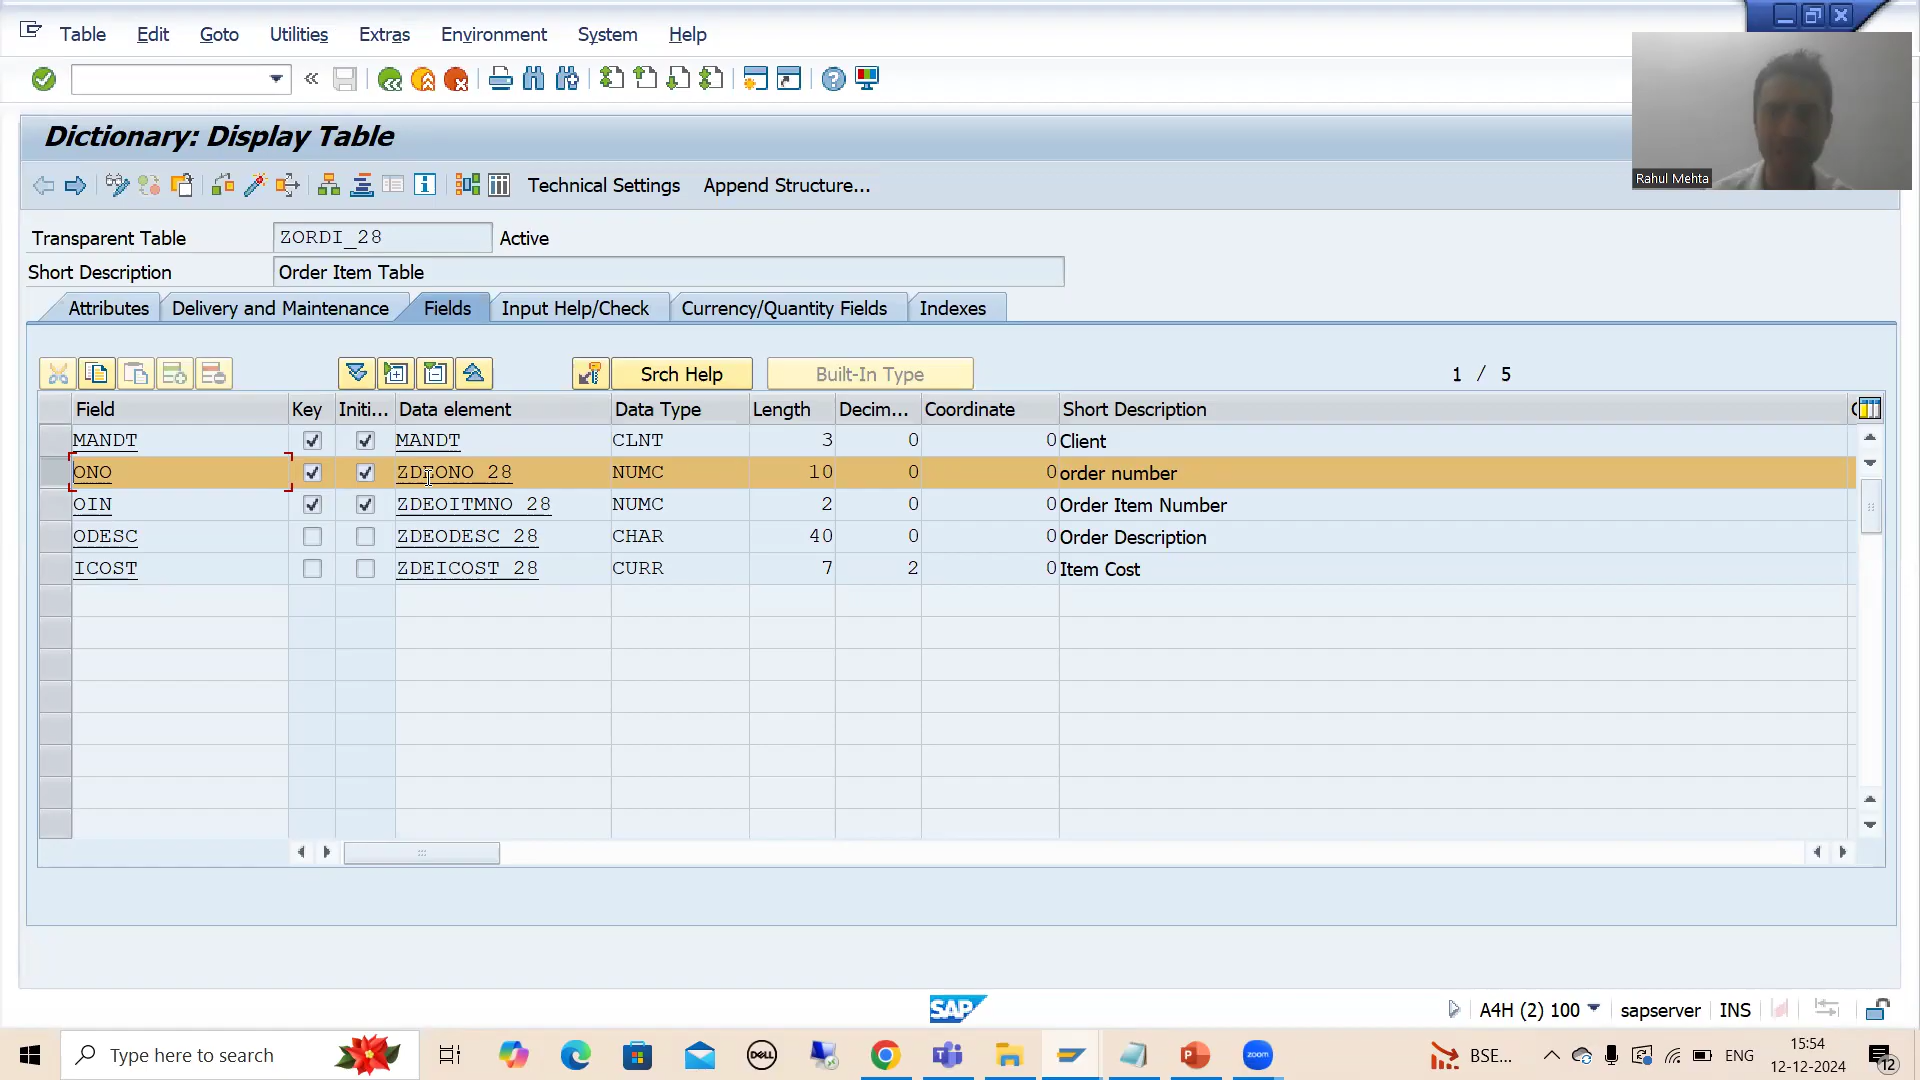 Table Edit Goto Utilities Extras Environment System Help
Dictionary: Display Table
Technical Settings Append Structure...
Rahul Mehta
Transparent Table ZORDI_28 Active
Short Description Order Item Table
Attributes Delivery and Maintenance Fields Input Help/Check Currency/Quantity Fields Indexes
Srch Help Built-In Type 1 / 5
Field Key Initi... Data element Data Type Length Decim... Coordinate Short Description
MANDT MANDT CLNT 3 0 0 Client
ONO ZDEONO_28 NUMC 10 0 0 order number
OIN ZDEOITMNO_28 NUMC 2 0 0 Order Item Number
ODESC ZDEODESC_28 CHAR 40 0 0 Order Description
ICOST ZDEICOST_28 CURR 7 2 0 Item Cost
SAP
A4H (2) 100 sapserver INS
Type here to search
DELL
zoom
BSE...
ENG
15:54
12-12-2024
12